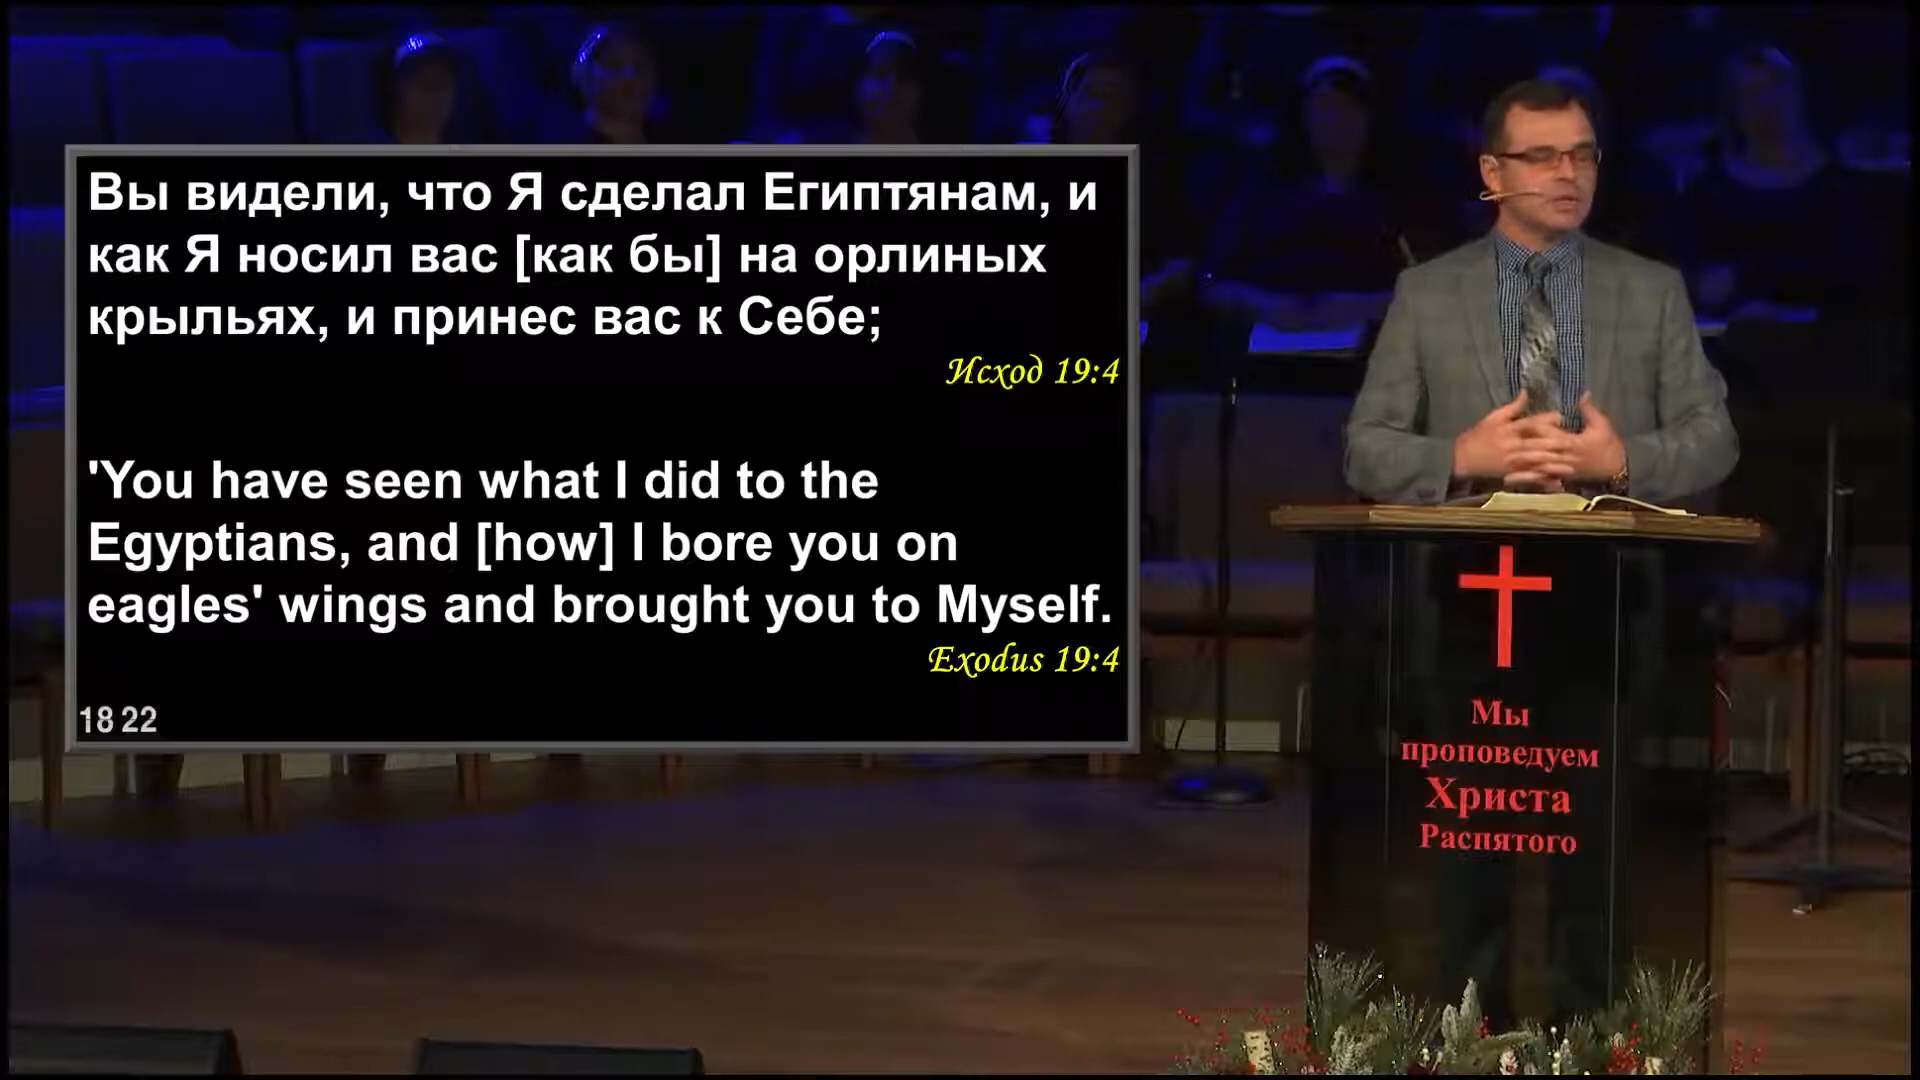 Вы видели, что Я сделал Египтянам, и
как Я носил вас [как бы] на орлиных
крыльях, и принес вас к Себе;
Исход 19:4
'You have seen what I did to the
Egyptians, and [how] I bore you on
eagles' wings and brought you to Myself.
Exodus 19:4
18 22
Мы
проповедуем
Христа
Распятого